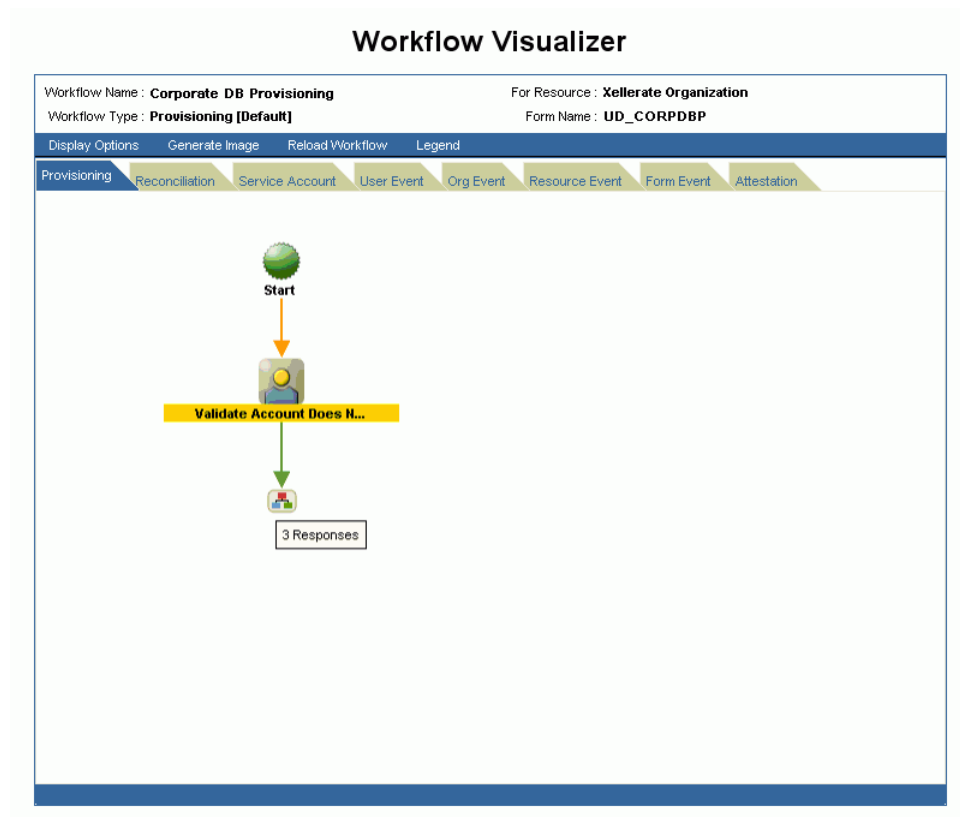 Workflow Visualizer
Workflow Name : Corporate DB Provisioning For Resource : Xellerate Organization
Workflow Type : Provisioning [Default] Form Name : UD_CORPDBP
Display Options Generate Image Reload Workflow Legend
Provisioning Reconciliation Service Account User Event Org Event Resource Event Form Event Attestation
Start
Validate Account Does N...
3 Responses